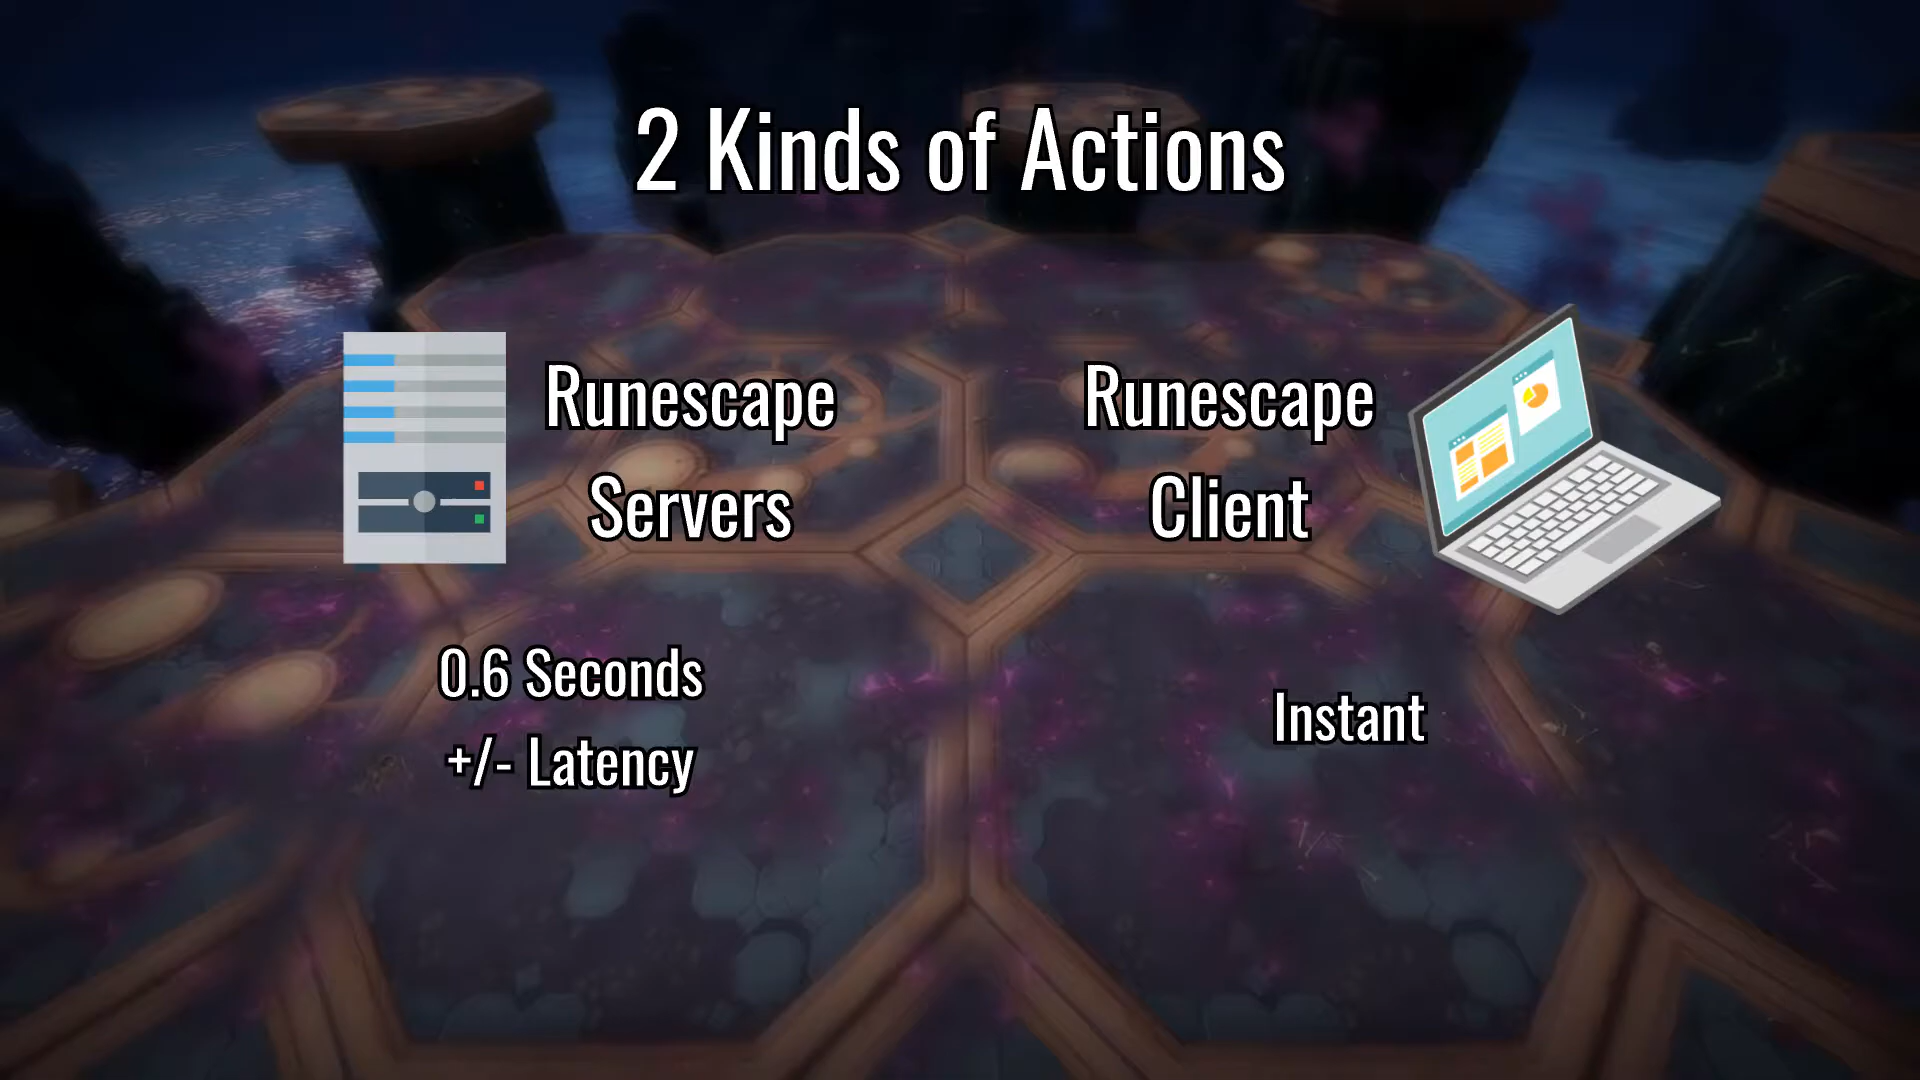 2 Kinds of Actions
Runescape
Servers
0.6 Seconds
+/- Latency
Runescape
Client
Instant